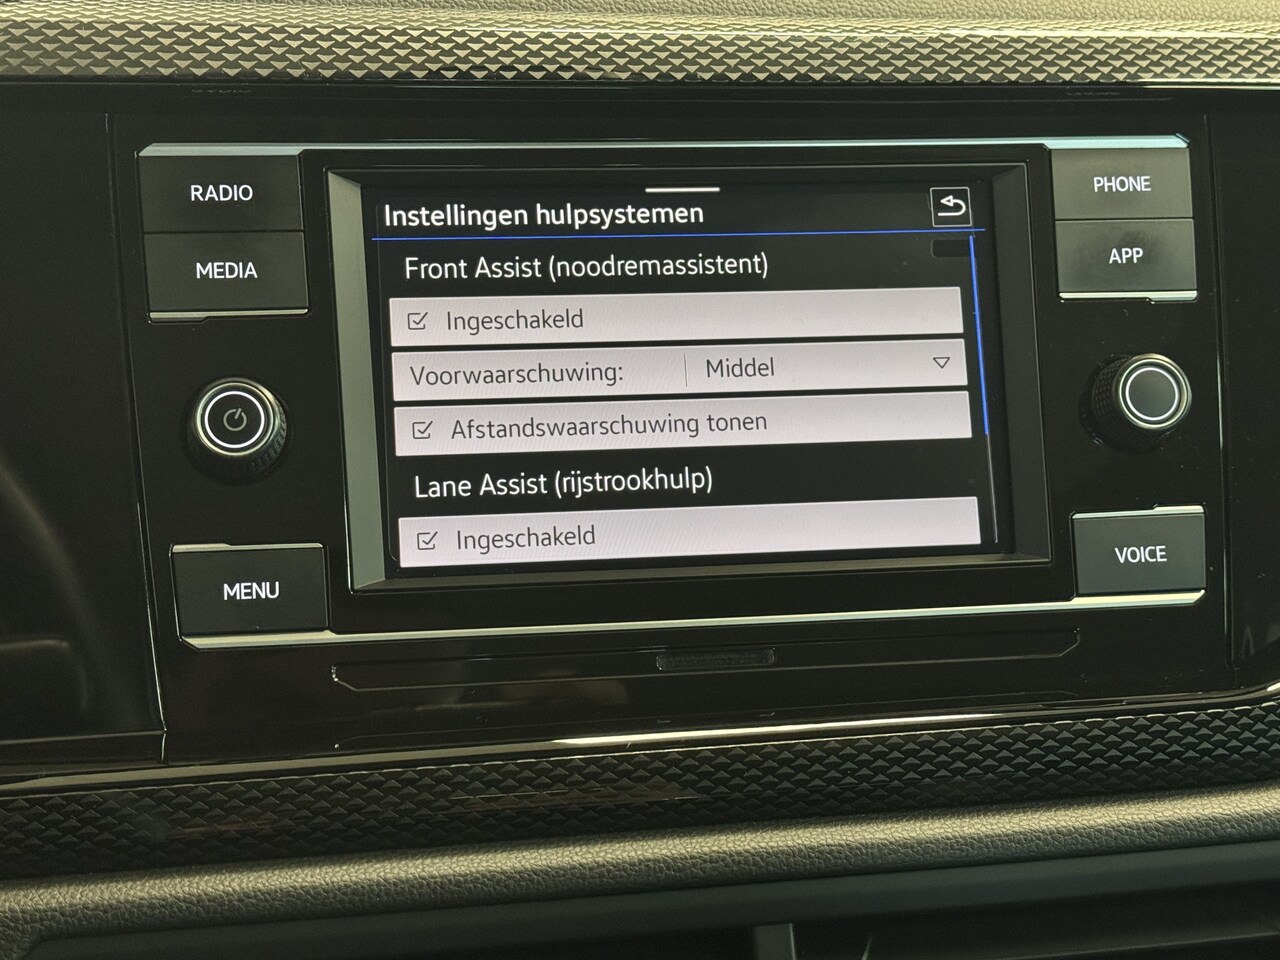 RADIO
MEDIA
MENU
Instellingen hulpsystemen
Front Assist (noodremassistent)
Ingeschakeld
Voorwaarschuwing: Middel
Afstandswaarschuwing tonen
Lane Assist (rijstrookhulp)
Ingeschakeld
PHONE
APP
VOICE